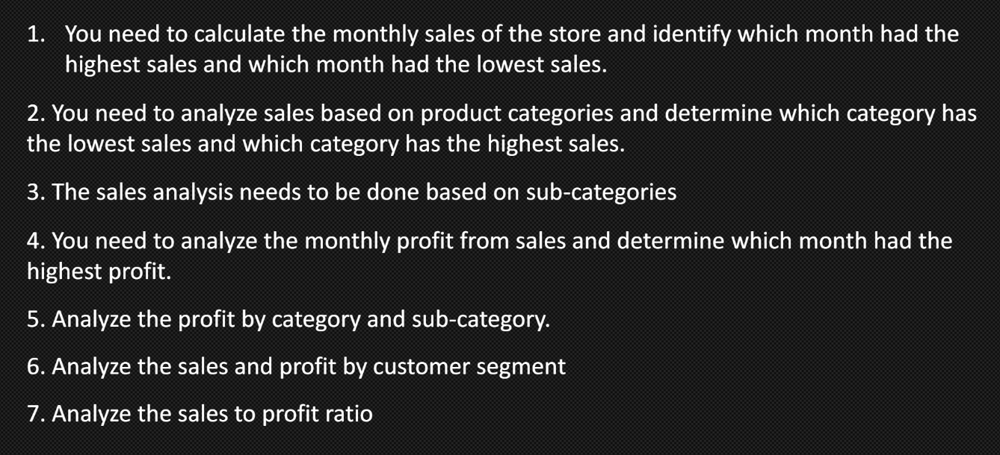 1. You need to calculate the monthly sales of the store and identify which month had the
highest sales and which month had the lowest sales.
2. You need to analyze sales based on product categories and determine which category has
the lowest sales and which category has the highest sales.
3. The sales analysis needs to be done based on sub-categories
4. You need to analyze the monthly profit from sales and determine which month had the
highest profit.
5. Analyze the profit by category and sub-category.
6. Analyze the sales and profit by customer segment
7. Analyze the sales to profit ratio